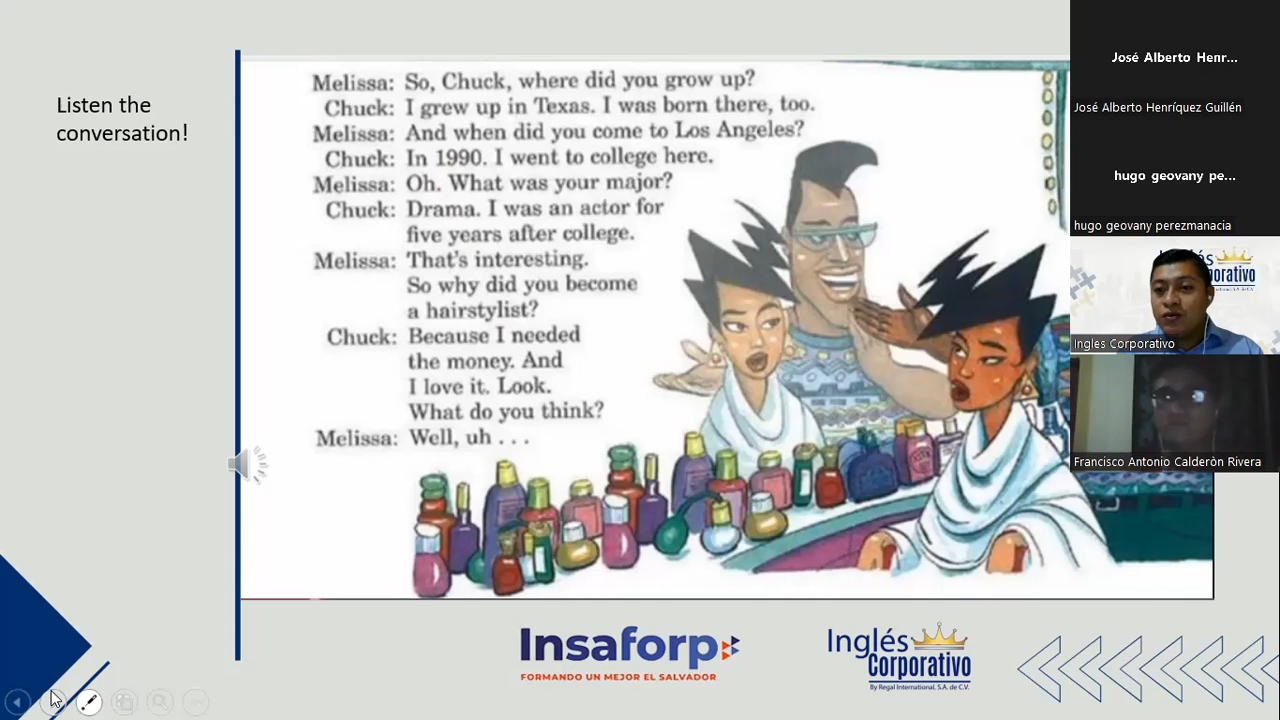 Listen the
conversation!
Melissa: So, Chuck, where did you grow up?
Chuck: I grew up in Texas. I was born there, too.
Melissa: And when did you come to Los Angeles?
Chuck: In 1990. I went to college here.
Melissa: Oh. What was your major?
Chuck: Drama. I was an actor for
five years after college.
Melissa: That's interesting.
So why did you become
a hairstylist?
Chuck: Because I needed
the money. And
I love it. Look.
What do you think?
Melissa: Well, uh . . .
Insaforp
FORMANDO UN MEJOR EL SALVADOR
Inglés
Corporativo
By Regal International, S.A. de C.V.
José Alberto Henr...
José Alberto Henríquez Guillén
hugo geovany pe...
hugo geovany perezmanacia
Ingles Corporativo
Francisco Antonio Calderòn Rivera